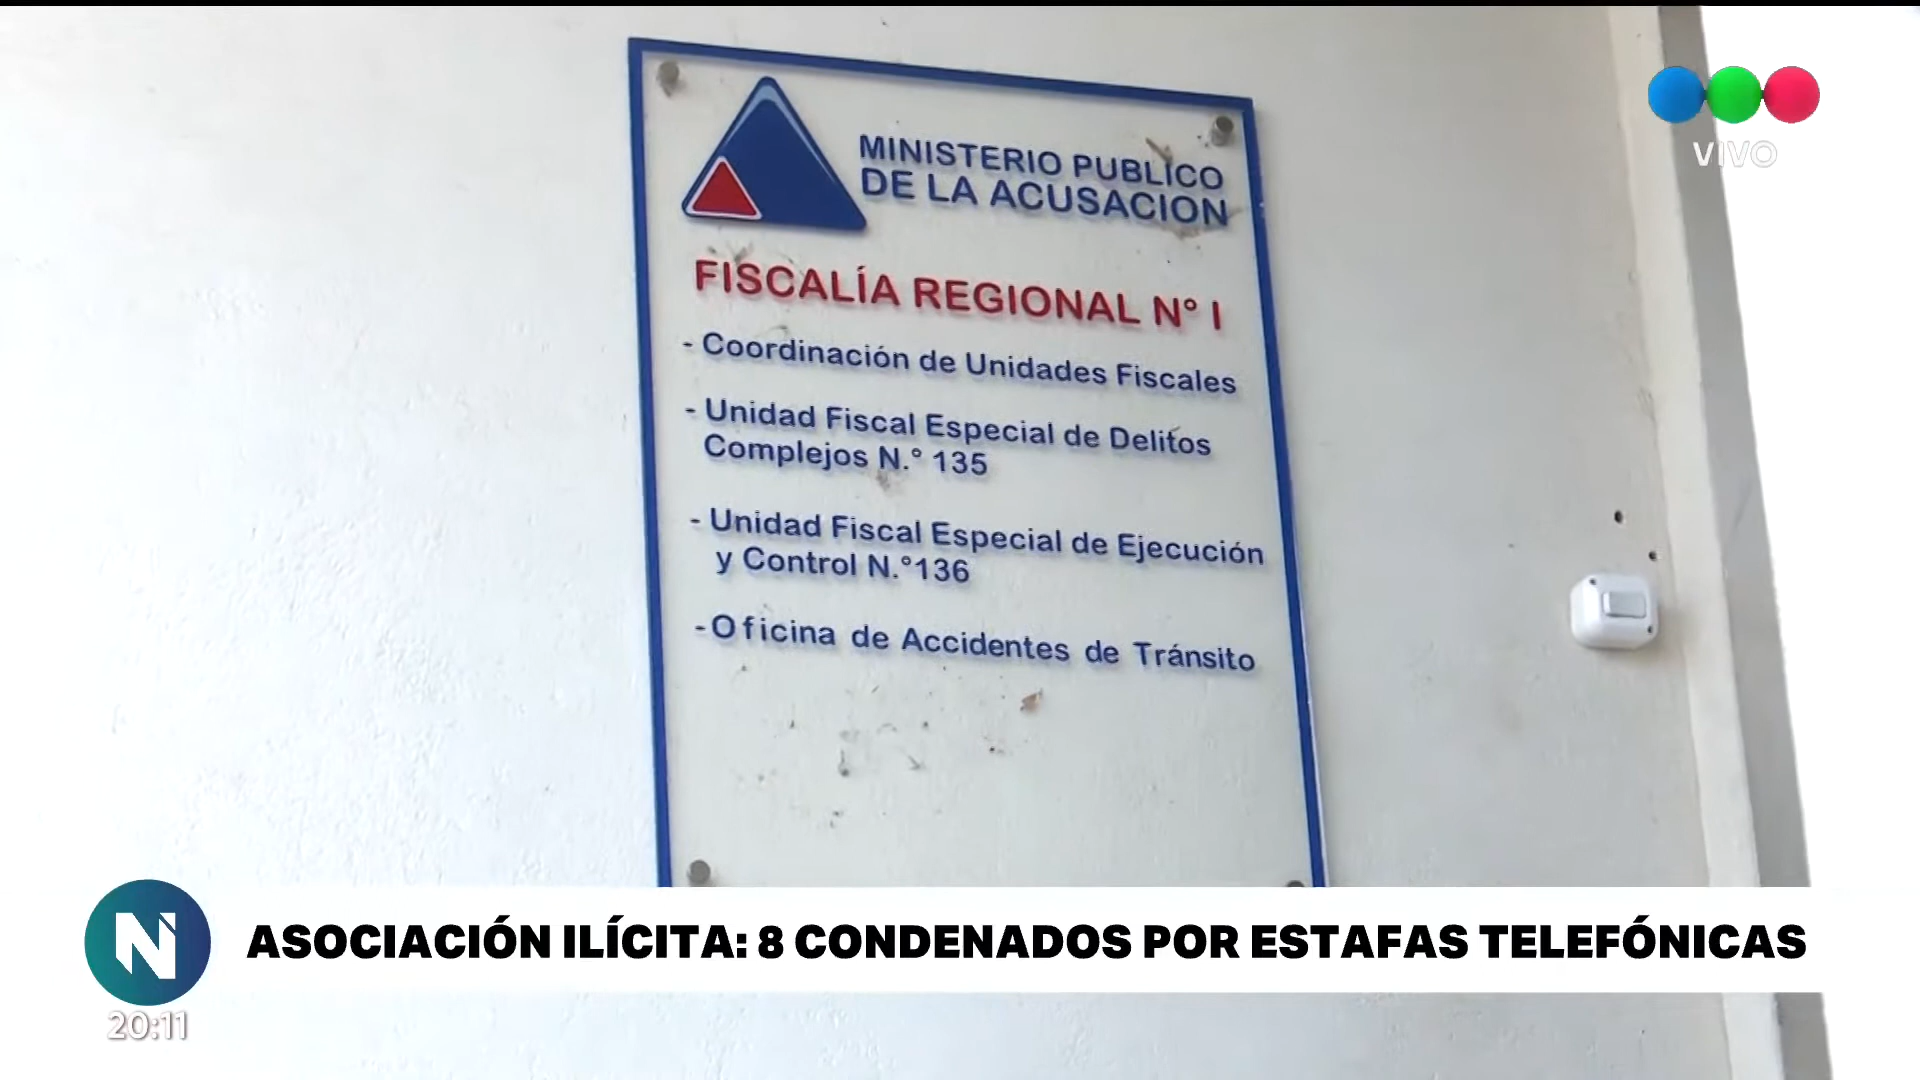 VIVO
MINISTERIO PUBLICO
DE LA ACUSACION
FISCALÍA REGIONAL N° I
- Coordinación de Unidades Fiscales
- Unidad Fiscal Especial de Delitos
Complejos N.° 135
- Unidad Fiscal Especial de Ejecución
y Control N.°136
-Oficina de Accidentes de Tránsito
N
ASOCIACIÓN ILÍCITA: 8 CONDENADOS POR ESTAFAS TELEFÓNICAS
20:11